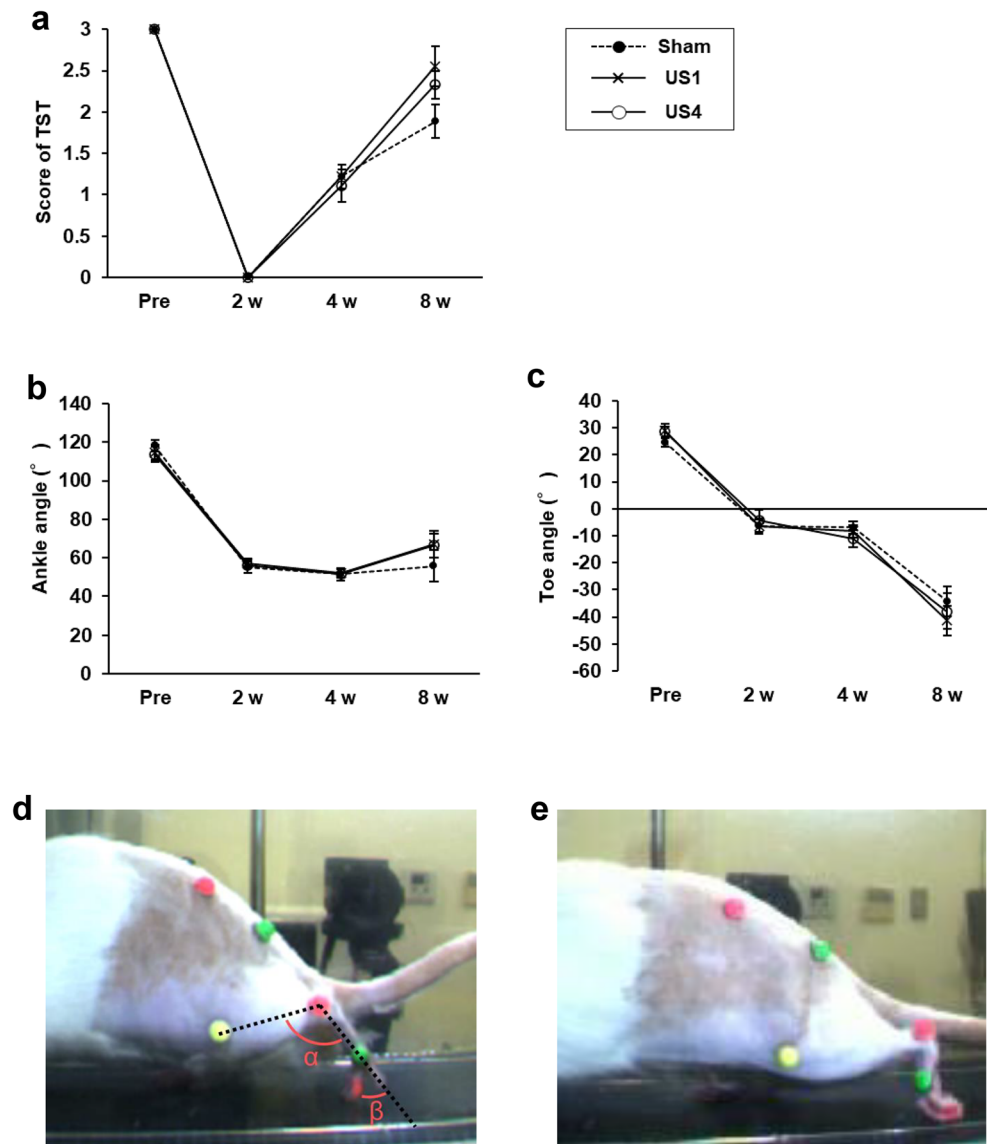 a
Score of TST
3
2.5
2
1.5
1
0.5
0
Pre 2 w 4 w 8 w
Sham
US1
US4
b
Ankle angle (° )
140
120
100
80
60
40
20
0
Pre 2 w 4 w 8 w
c
Toe angle (° )
40
30
20
10
0
-10
-20
-30
-40
-50
-60
Pre 2 w 4 w 8 w
d
α
β
e